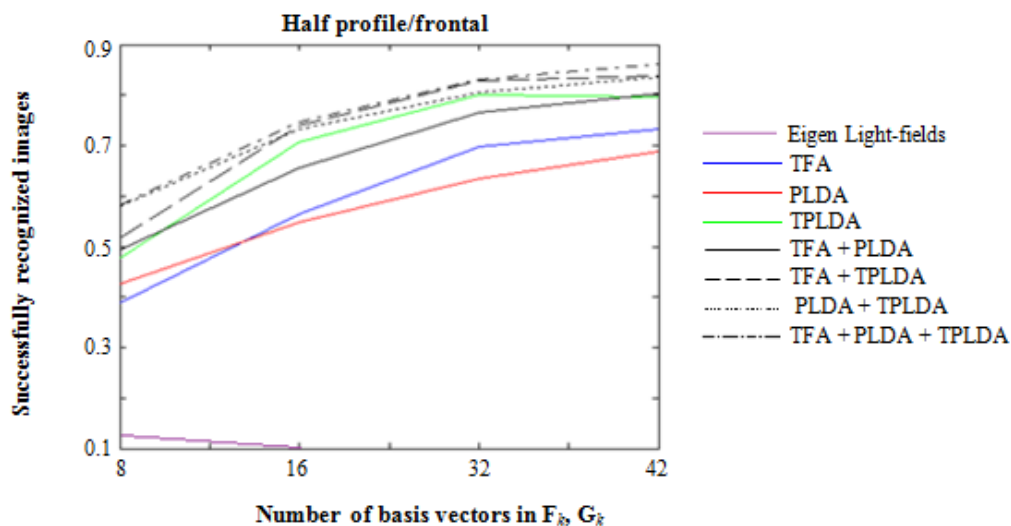 Half profile/frontal
0.9
0.7
0.5
0.3
0.1
8 16 32 42
Successfully recognized images
Number of basis vectors in Fk, Gk
Eigen Light-fields
TFA
PLDA
TPLDA
TFA + PLDA
TFA + TPLDA
PLDA + TPLDA
TFA + PLDA + TPLDA